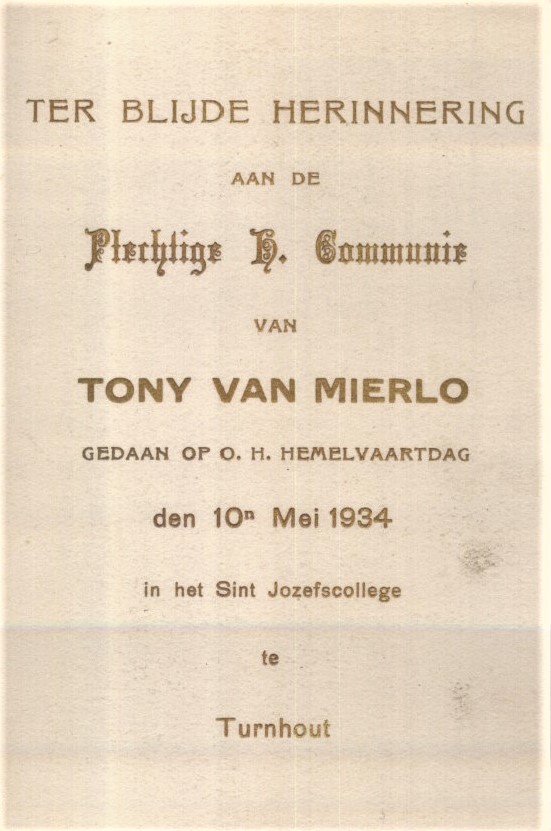 TER BLIJDE HERINNERING
AAN DE
Plechtige H. Communie
VAN
TONY VAN MIERLO
GEDAAN OP O. H. HEMELVAARTDAG
den 10ⁿ Mei 1934
in het Sint Jozefscollege
te
Turnhout